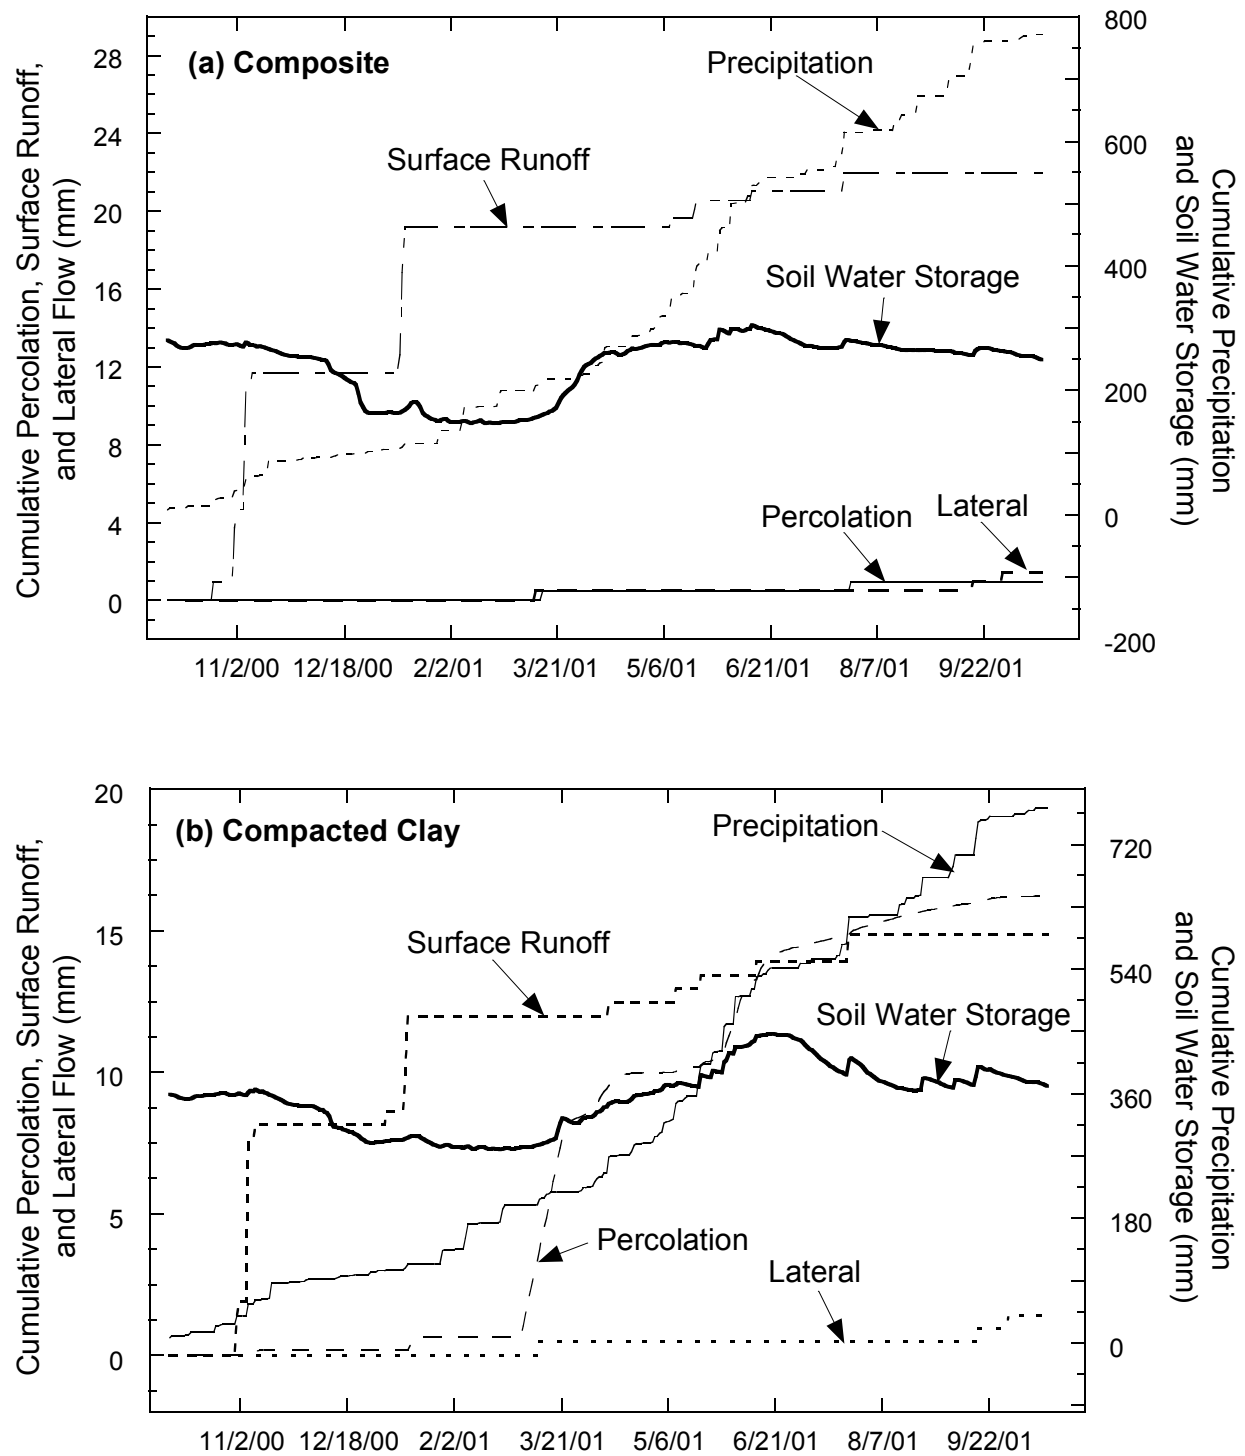 (a) Composite
Precipitation
Surface Runoff
Soil Water Storage
Percolation
Lateral
Cumulative Percolation, Surface Runoff,
and Lateral Flow (mm)
28
24
20
16
12
8
4
0
Cumulative Precipitation
and Soil Water Storage (mm)
800
600
400
200
0
-200
11/2/00 12/18/00 2/2/01 3/21/01 5/6/01 6/21/01 8/7/01 9/22/01
(b) Compacted Clay
Precipitation
Surface Runoff
Soil Water Storage
Percolation
Lateral
Cumulative Percolation, Surface Runoff,
and Lateral Flow (mm)
20
15
10
5
0
Cumulative Precipitation
and Soil Water Storage (mm)
720
540
360
180
0
11/2/00 12/18/00 2/2/01 3/21/01 5/6/01 6/21/01 8/7/01 9/22/01